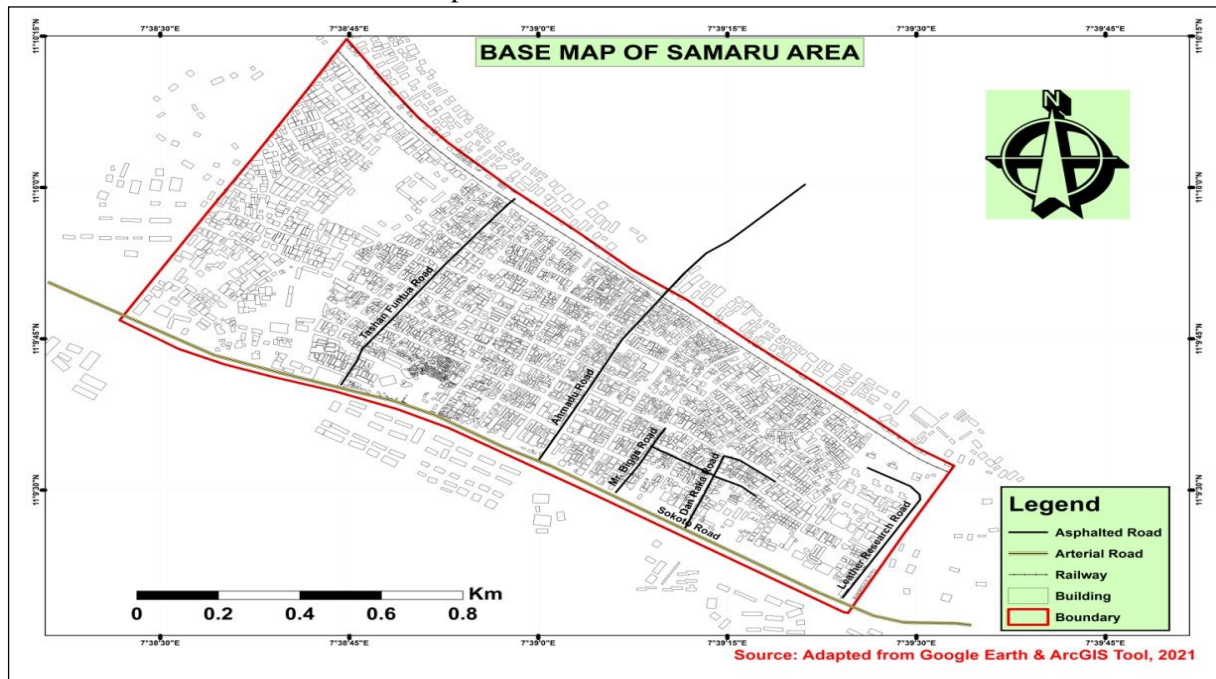 7°38'30"E 7°38'45"E 7°39'0"E 7°39'15"E 7°39'30"E 7°39'45"E
BASE MAP OF SAMARU AREA
N
11°10'15"N 11°10'15"N
11°10'0"N 11°10'0"N
11°9'45"N 11°9'45"N
11°9'30"N 11°9'30"N
Tashan Funtua Road
Ahmadu Road
Mr. Biggs Road
Dan Raka Road
Sokoto Road
Leather Research Road
Legend
Asphalted Road
Arterial Road
Railway
Building
Boundary
Km
0 0.2 0.4 0.6 0.8
7°38'30"E 7°38'45"E 7°39'0"E 7°39'15"E 7°39'30"E 7°39'45"E
Source: Adapted from Google Earth & ArcGIS Tool, 2021